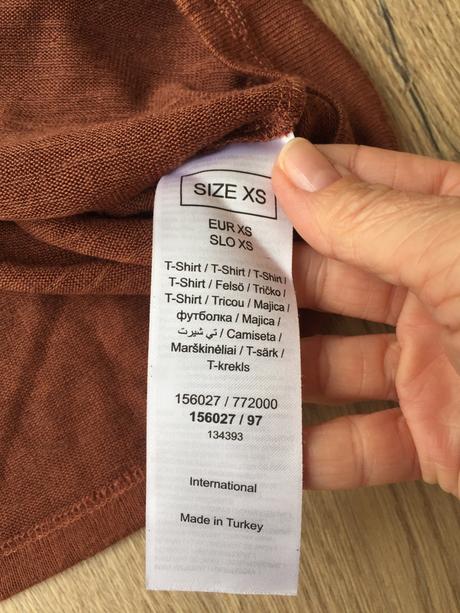 SIZE XS
EUR XS
SLO XS
T-Shirt / T-Shirt / T-Shirt /
T-Shirt / Felső / Tričko /
T-Shirt / Tricou / Majica /
футболка / Majica /
تي شيرت / Camiseta /
Marškinėliai / T-särk /
T-krekls
156027 / 772000
156027 / 97
134393
International
Made in Turkey